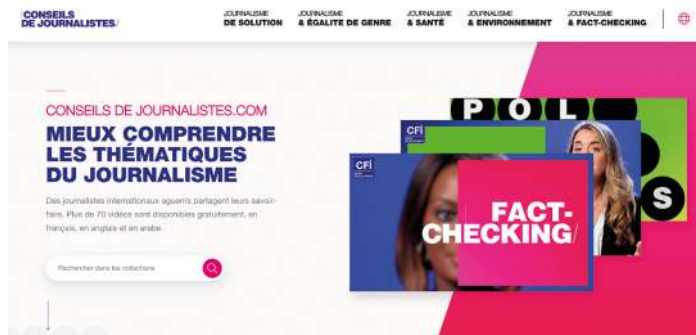 /CONSEILS
DE JOURNALISTES/
JOURNALISME
DE SOLUTION
JOURNALISME
& ÉGALITE DE GENRE
JOURNALISME
& SANTÉ
JOURNALISME
& ENVIRONNEMENT
JOURNALISME
& FACT-CHECKING
CONSEILS DE JOURNALISTES.COM
MIEUX COMPRENDRE
LES THÉMATIQUES
DU JOURNALISME
Des journalistes internationaux aguerris partagent leurs savoir-
faire. Plus de 70 vidéos sont disponibles gratuitement, en
français, en anglais et en arabe.
Rechercher dans les collections
POL
S
CFI
CFI
FACT-
CHECKING/